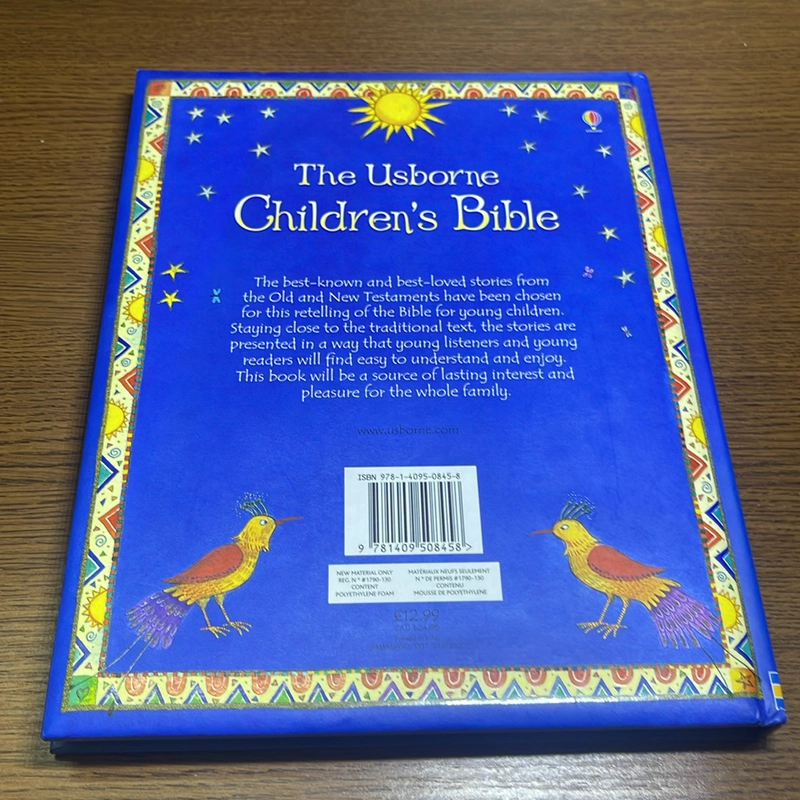 The Usborne
Children's Bible
The best-known and best-loved stories from
the Old and New Testaments have been chosen
for this retelling of the Bible for young children.
Staying close to the traditional text, the stories are
presented in a way that young listeners and young
readers will find easy to understand and enjoy.
This book will be a source of lasting interest and
pleasure for the whole family.
www.usborne.com
ISBN 978-1-4095-0845-8
9 781409 508458 >
NEW MATERIAL ONLY
REG. N° #1790-130
CONTENT
POLYETHYLENE FOAM
MATÉRIAUX NEUFS SEULEMENT
N° DE PERMIS #1790-130
CONTENU
MOUSSE DE POLYETHYLENE
£12.99